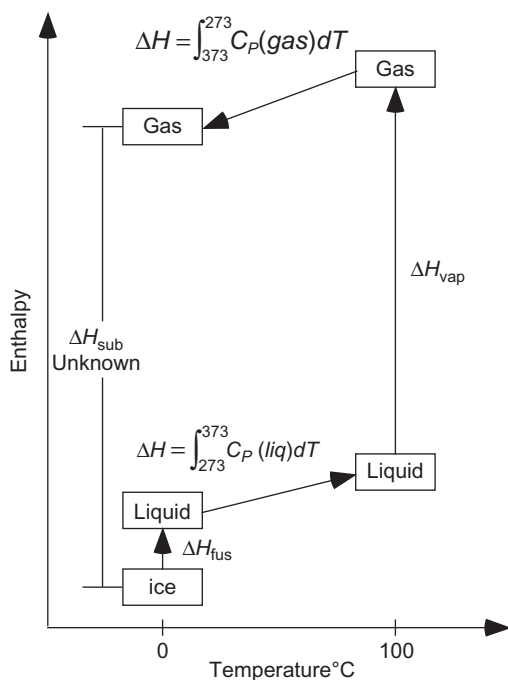 ΔH = ∫₃₇₃²⁷³ C_P(gas)dT
Gas
Gas
ΔH_vap
Enthalpy
ΔH_sub
Unknown
ΔH = ∫₂₇₃³⁷³ C_P (liq)dT
Liquid
Liquid
ΔH_fus
ice
0
100
Temperature°C